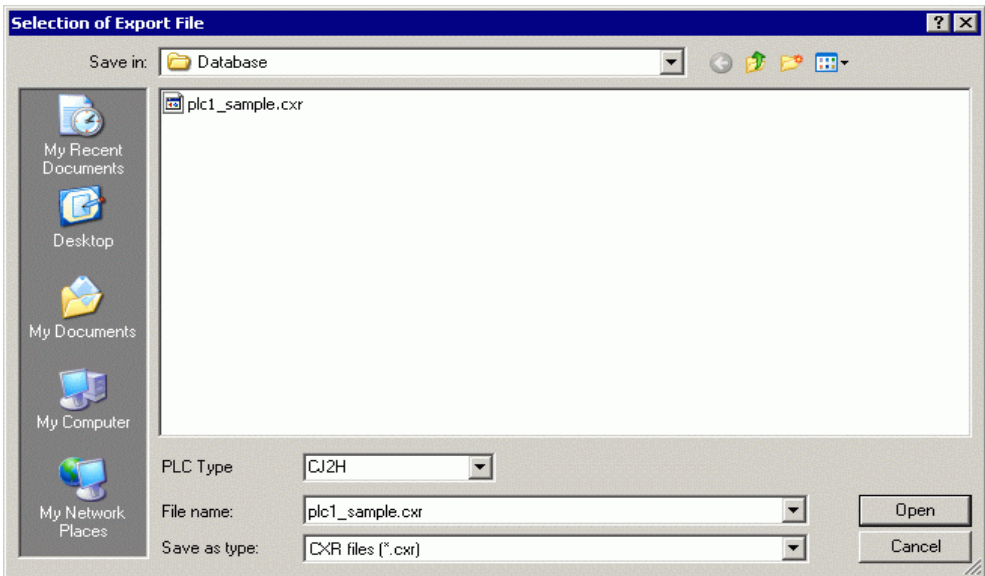 Selection of Export File
Save in: Database
plc1_sample.cxr
My Recent
Documents
Desktop
My Documents
My Computer
My Network
Places
PLC Type CJ2H
File name: plc1_sample.cxr Open
Save as type: CXR files (*.cxr) Cancel